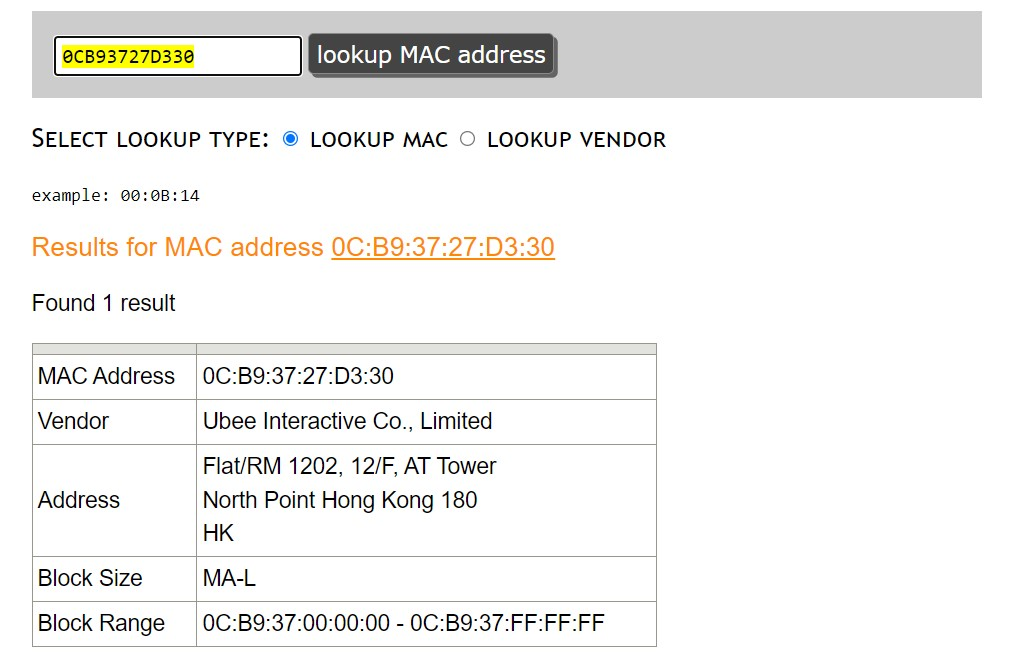 0CB93727D330 lookup MAC address
SELECT LOOKUP TYPE: LOOKUP MAC LOOKUP VENDOR
example: 00:0B:14
Results for MAC address 0C:B9:37:27:D3:30
Found 1 result
MAC Address 0C:B9:37:27:D3:30
Vendor Ubee Interactive Co., Limited
Address
Flat/RM 1202, 12/F, AT Tower
North Point Hong Kong 180
HK
Block Size MA-L
Block Range 0C:B9:37:00:00:00 - 0C:B9:37:FF:FF:FF